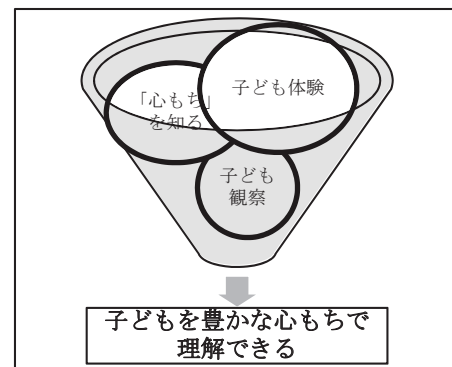 子ども体験
「心もち」
を知る
子ども
観察
子どもを豊かな心もちで
理解できる